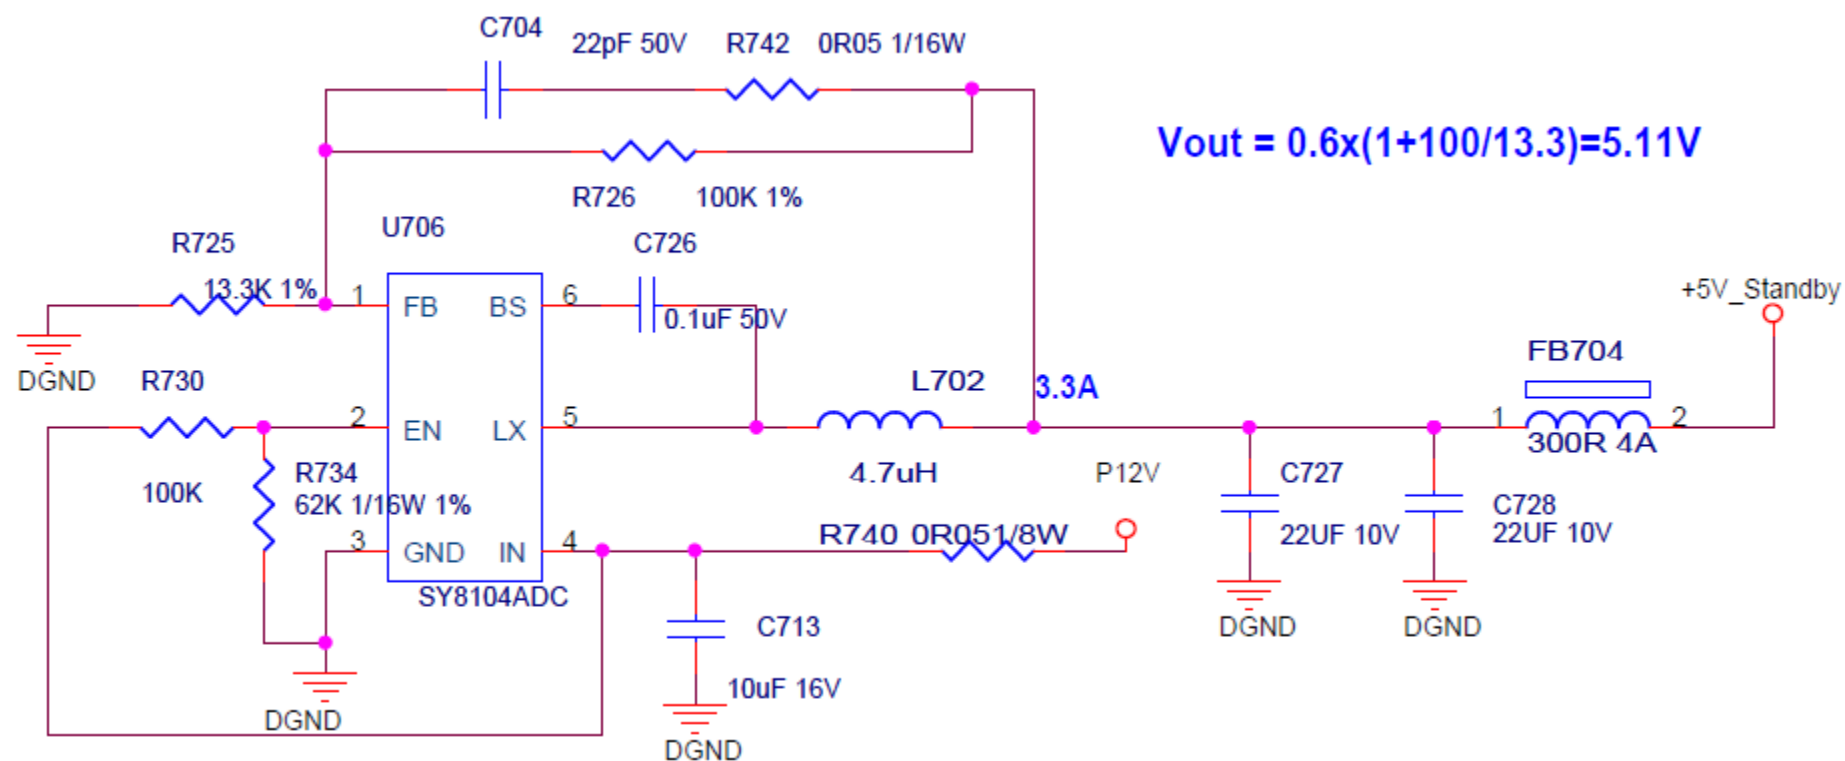 C704
22pF 50V
R742
0R05 1/16W
Vout = 0.6x(1+100/13.3)=5.11V
R726
100K 1%
U706
R725
C726
13.3K 1%
1
FB
BS
6
0.1uF 50V
+5V_Standby
DGND
R730
L702
3.3A
FB704
2
EN
LX
5
1
2
300R 4A
100K
R734
62K 1/16W 1%
4.7uH
P12V
C727
22UF 10V
C728
22UF 10V
3
GND
IN
4
R740 0R051/8W
SY8104ADC
C713
10uF 16V
DGND
DGND
DGND
DGND